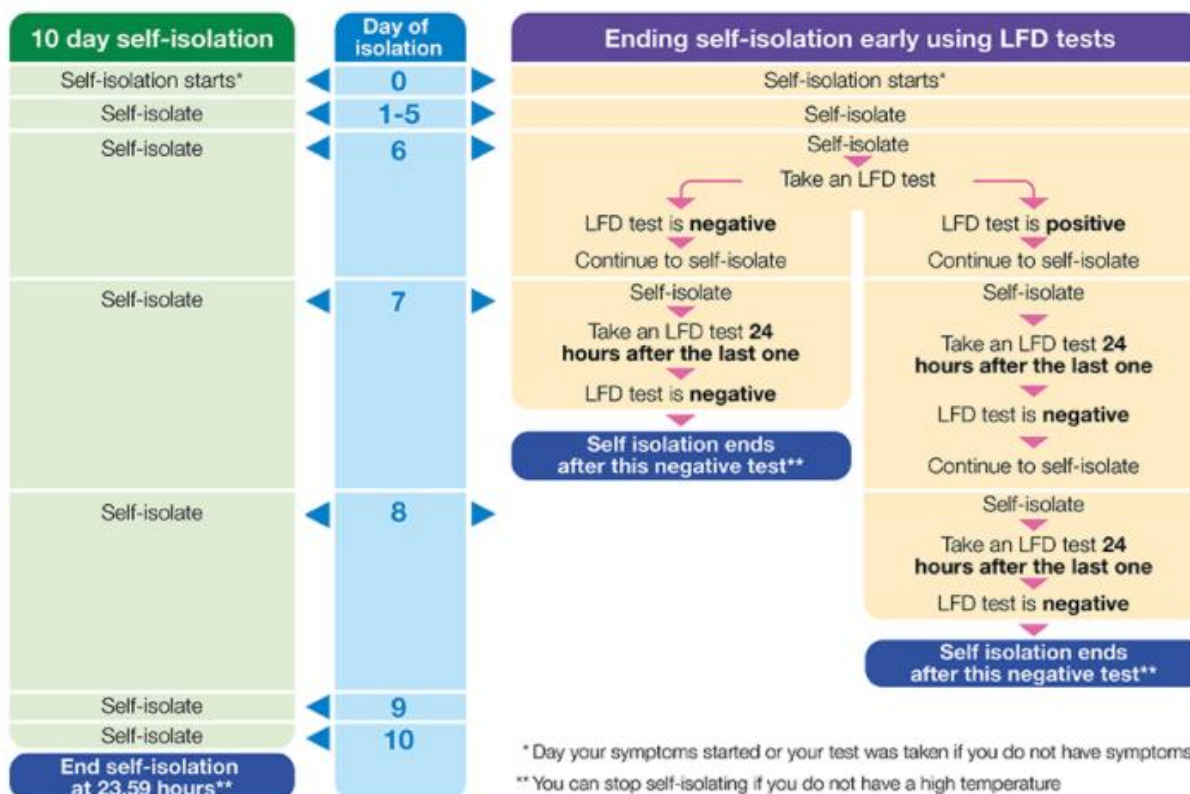 10 day self-isolation
Day of
isolation
Ending self-isolation early using LFD tests
Self-isolation starts*
0
Self-isolation starts*
Self-isolate
1-5
Self-isolate
Self-isolate
6
Self-isolate
Take an LFD test
LFD test is negative
LFD test is positive
Continue to self-isolate
Continue to self-isolate
Self-isolate
7
Self-isolate
Self-isolate
Take an LFD test 24
hours after the last one
Take an LFD test 24
hours after the last one
LFD test is negative
LFD test is negative
Self isolation ends
after this negative test**
Continue to self-isolate
Self-isolate
8
Self-isolate
Take an LFD test 24
hours after the last one
LFD test is negative
Self isolation ends
after this negative test**
Self-isolate
9
Self-isolate
10
End self-isolation
at 23.59 hours**
* Day your symptoms started or your test was taken if you do not have symptoms
** You can stop self-isolating if you do not have a high temperature